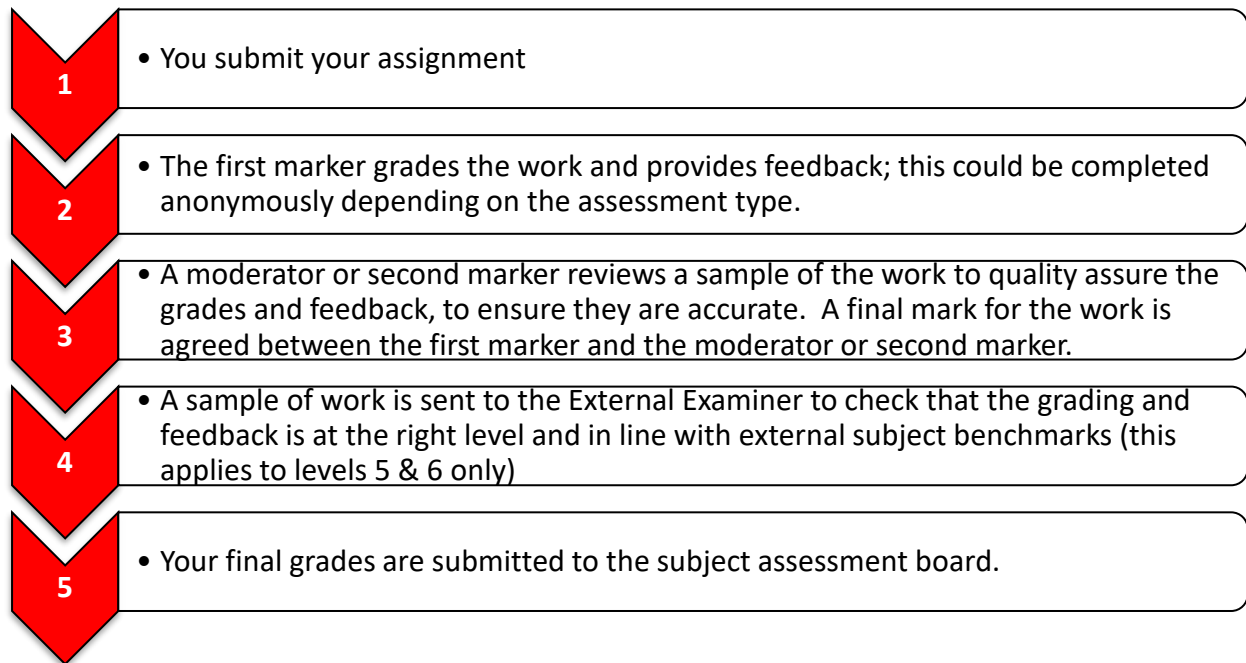 1
• You submit your assignment
2
• The first marker grades the work and provides feedback; this could be completed
anonymously depending on the assessment type.
3
• A moderator or second marker reviews a sample of the work to quality assure the
grades and feedback, to ensure they are accurate.  A final mark for the work is
agreed between the first marker and the moderator or second marker.
4
• A sample of work is sent to the External Examiner to check that the grading and
feedback is at the right level and in line with external subject benchmarks (this
applies to levels 5 & 6 only)
5
• Your final grades are submitted to the subject assessment board.